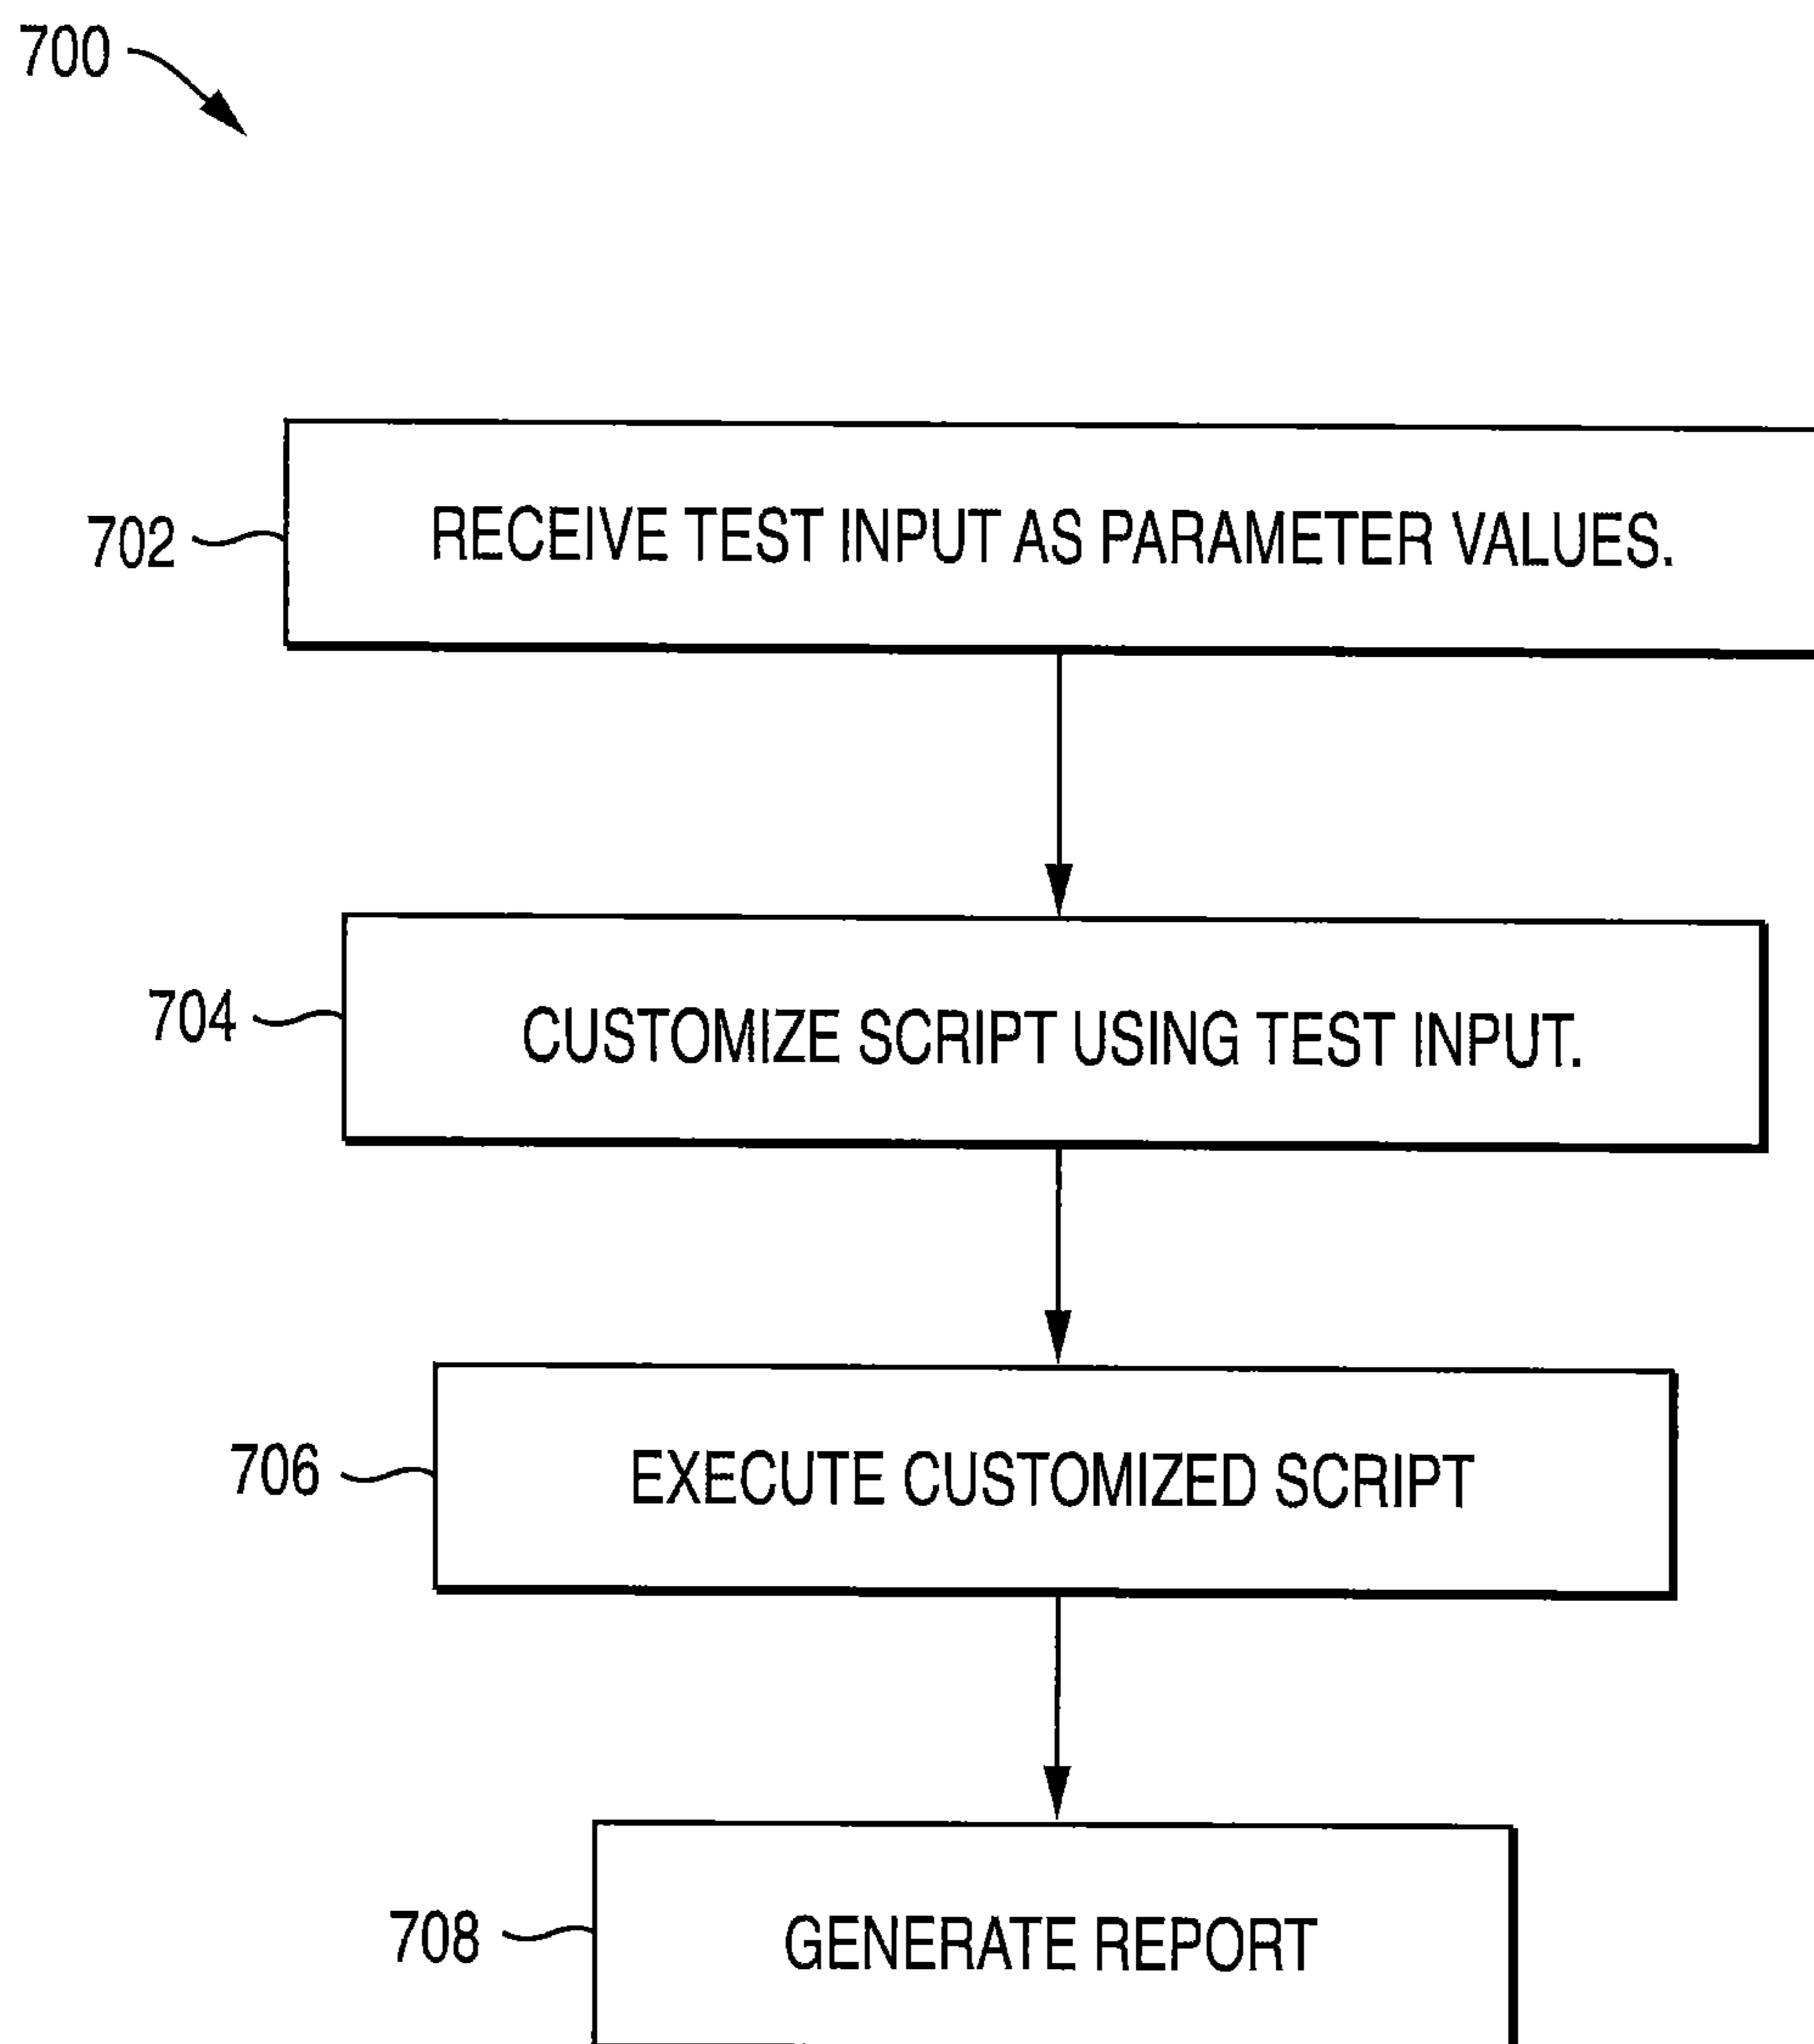 700
702 RECEIVE TEST INPUT AS PARAMETER VALUES.
704 CUSTOMIZE SCRIPT USING TEST INPUT.
706 EXECUTE CUSTOMIZED SCRIPT
708 GENERATE REPORT